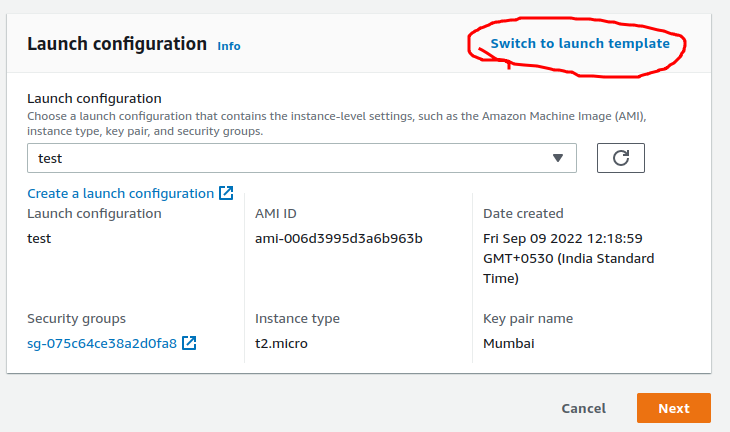 Launch configuration Info
Switch to launch template
Launch configuration
Choose a launch configuration that contains the instance-level settings, such as the Amazon Machine Image (AMI),
instance type, key pair, and security groups.
test
Create a launch configuration
Launch configuration
test
AMI ID
ami-006d3995d3a6b963b
Date created
Fri Sep 09 2022 12:18:59
GMT+0530 (India Standard
Time)
Security groups
sg-075c64ce38a2d0fa8
Instance type
t2.micro
Key pair name
Mumbai
Cancel
Next